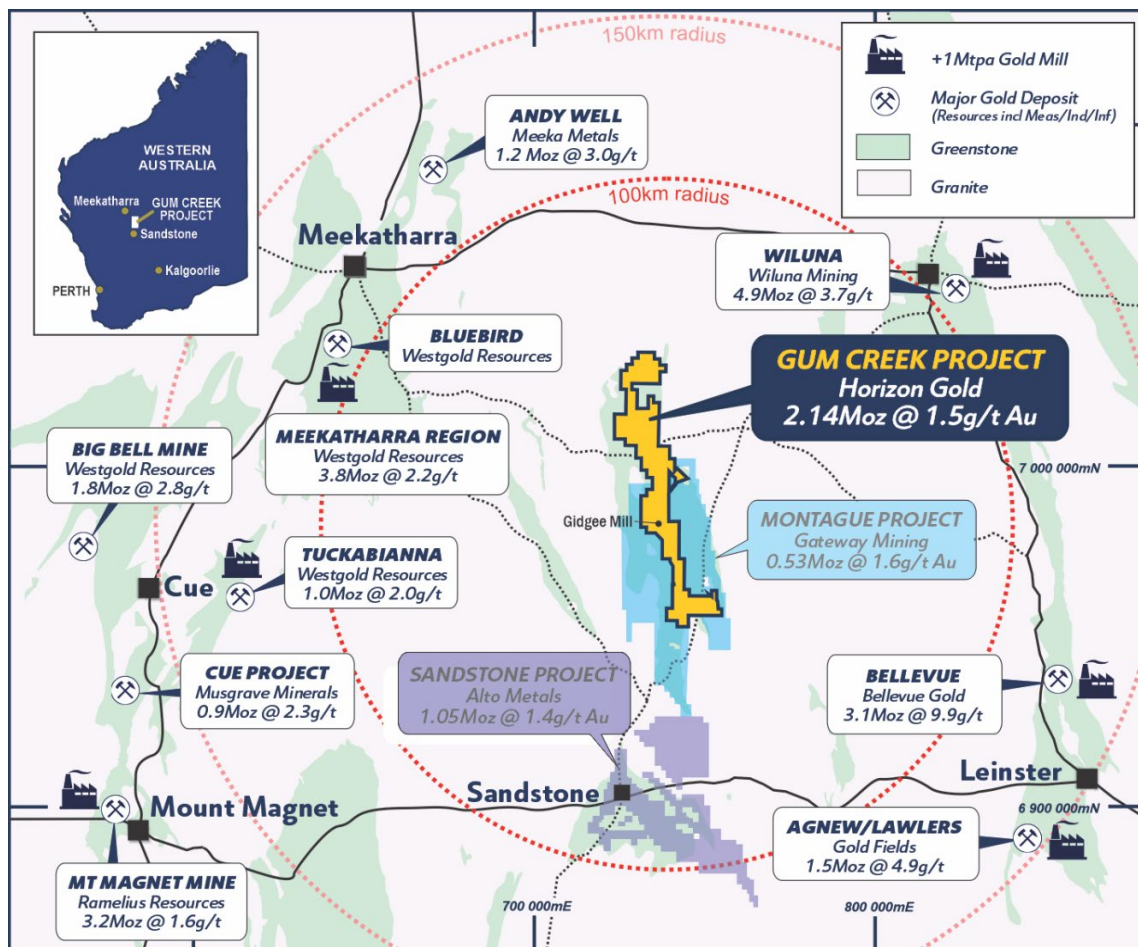 150km radius
100km radius
WESTERN
AUSTRALIA
Meekatharra
GUM CREEK
PROJECT
Sandstone
Kalgoorlie
PERTH
+1Mtpa Gold Mill
Major Gold Deposit
(Resources incl Meas/Ind/Inf)
Greenstone
Granite
ANDY WELL
Meeka Metals
1.2 Moz @ 3.0g/t
Meekatharra
WILUNA
Wiluna Mining
4.9Moz @ 3.7g/t
BLUEBIRD
Westgold Resources
GUM CREEK PROJECT
Horizon Gold
2.14Moz @ 1.5g/t Au
MEEKATHARRA REGION
Westgold Resources
3.8Moz @ 2.2g/t
BIG BELL MINE
Westgold Resources
1.8Moz @ 2.8g/t
7 000 000mN
Gidgee Mill
MONTAGUE PROJECT
Gateway Mining
0.53Moz @ 1.6g/t Au
TUCKABIANNA
Westgold Resources
1.0Moz @ 2.0g/t
Cue
CUE PROJECT
Musgrave Minerals
0.9Moz @ 2.3g/t
SANDSTONE PROJECT
Alto Metals
1.05Moz @ 1.4g/t Au
BELLEVUE
Bellevue Gold
3.1Moz @ 9.9g/t
Leinster
Sandstone
Mount Magnet
6 900 000mN
AGNEW/LAWLERS
Gold Fields
1.5Moz @ 4.9g/t
MT MAGNET MINE
Ramelius Resources
3.2Moz @ 1.6g/t
700 000mE
800 000mE